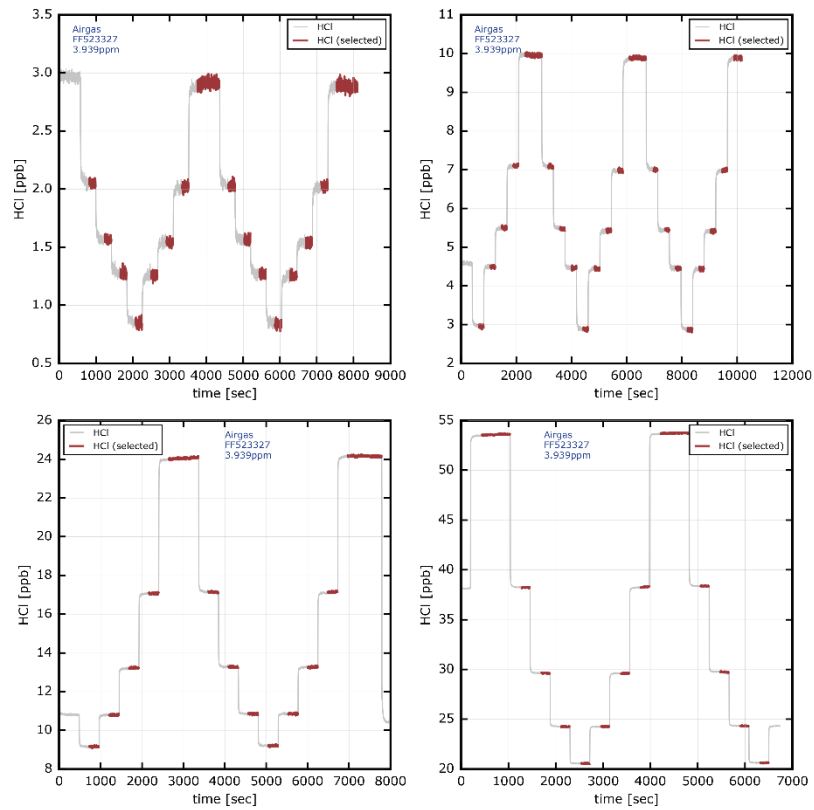 Airgas
FF523327
3.939ppm
HCl
HCl (selected)
3.0
2.5
2.0
1.5
1.0
0.5
HCl [ppb]
0 1000 2000 3000 4000 5000 6000 7000 8000 9000
time [sec]
Airgas
FF523327
3.939ppm
HCl
HCl (selected)
10
9
8
7
6
5
4
3
2
HCl [ppb]
0 2000 4000 6000 8000 10000 12000
time [sec]
HCl
HCl (selected)
Airgas
FF523327
3.939ppm
26
24
22
20
18
16
14
12
10
8
HCl [ppb]
0 1000 2000 3000 4000 5000 6000 7000 8000
time [sec]
Airgas
FF523327
3.939ppm
HCl
HCl (selected)
55
50
45
40
35
30
25
20
HCl [ppb]
0 1000 2000 3000 4000 5000 6000 7000
time [sec]